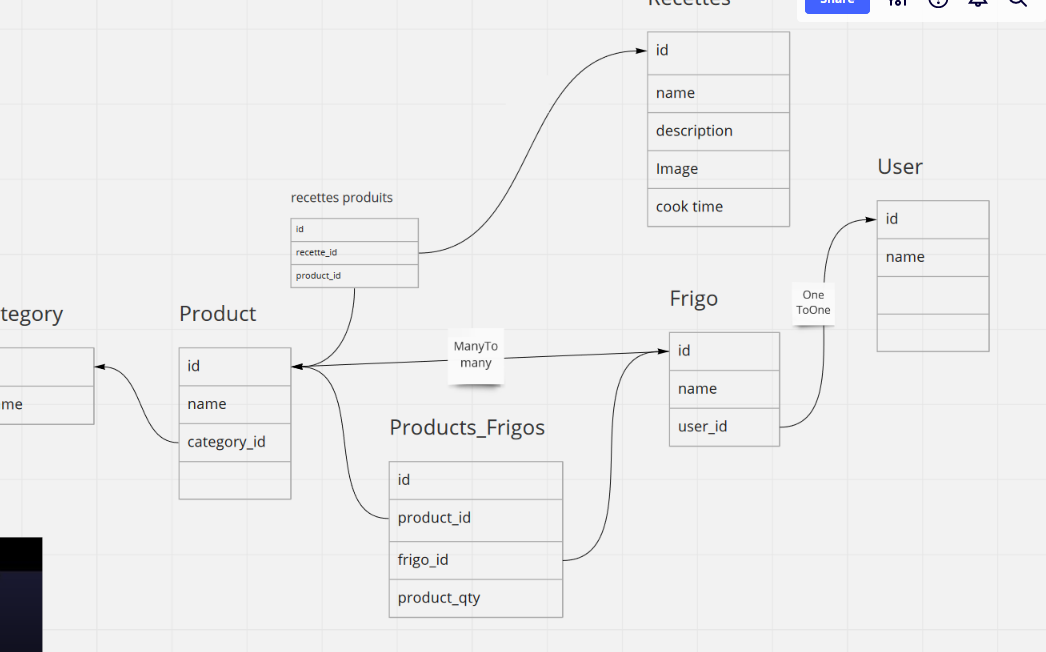 Share
Recettes
id
name
description
Image
cook time
User
id
name
recettes produits
id
recette_id
product_id
tegory
me
Product
id
name
category_id
ManyTo
many
Frigo
id
name
user_id
One
ToOne
Products_Frigos
id
product_id
frigo_id
product_qty